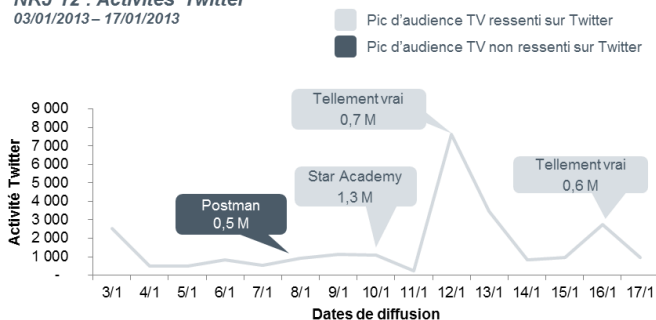 NRJ 12 : Activités Twitter
03/01/2013 – 17/01/2013
Pic d'audience TV ressenti sur Twitter
Pic d'audience TV non ressenti sur Twitter
Activité Twitter
9 000
8 000
7 000
6 000
5 000
4 000
3 000
2 000
1 000
-
Tellement vrai
0,7 M
Star Academy
1,3 M
Postman
0,5 M
Tellement vrai
0,6 M
3/1 4/1 5/1 6/1 7/1 8/1 9/1 10/1 11/1 12/1 13/1 14/1 15/1 16/1 17/1
Dates de diffusion